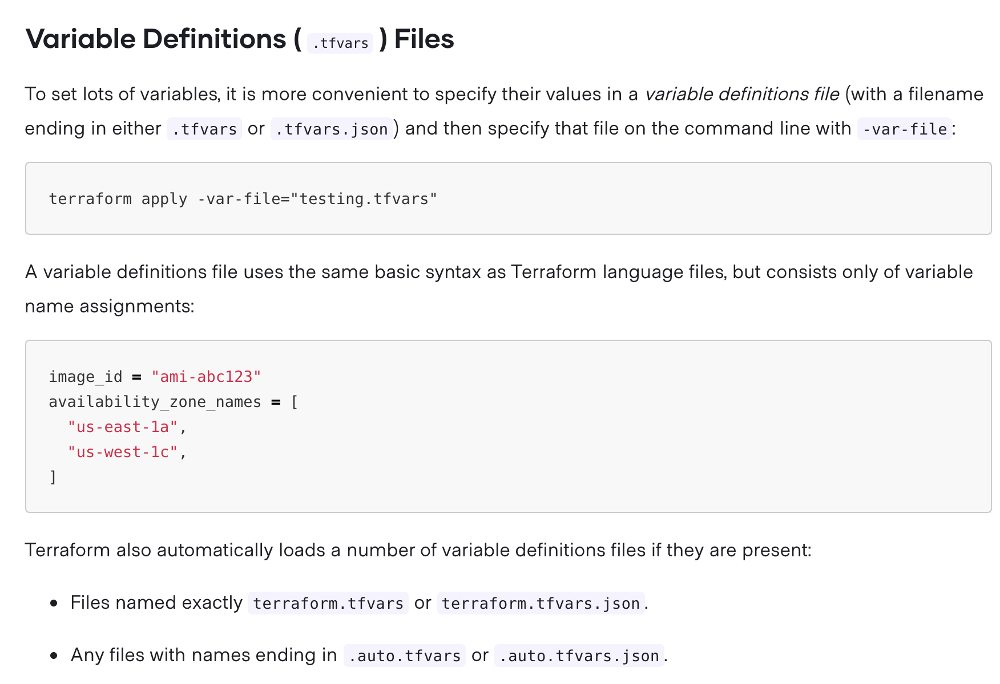 Variable Definitions ( .tfvars ) Files
To set lots of variables, it is more convenient to specify their values in a variable definitions file (with a filename
ending in either .tfvars or .tfvars.json) and then specify that file on the command line with -var-file:
terraform apply -var-file="testing.tfvars"
A variable definitions file uses the same basic syntax as Terraform language files, but consists only of variable
name assignments:
image_id = "ami-abc123"
availability_zone_names = [
  "us-east-1a",
  "us-west-1c",
]
Terraform also automatically loads a number of variable definitions files if they are present:
• Files named exactly terraform.tfvars or terraform.tfvars.json.
• Any files with names ending in .auto.tfvars or .auto.tfvars.json.